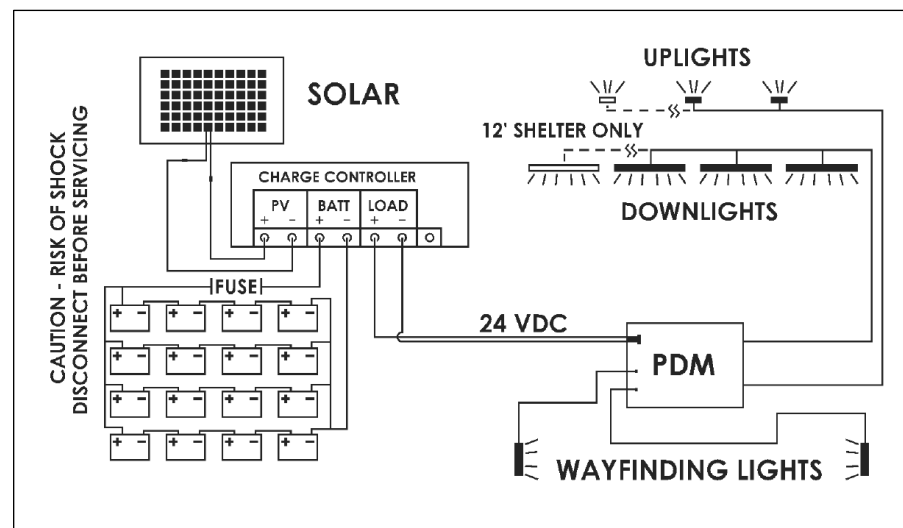 UPLIGHTS
SOLAR
12' SHELTER ONLY
CAUTION - RISK OF SHOCK
DISCONNECT BEFORE SERVICING
CHARGE CONTROLLER
PV BATT LOAD
+ - + - + -
DOWNLIGHTS
FUSE
+ - + - + - + -
24 VDC
+ - + - + - + -
PDM
+ - + - + - + -
+ - + - + - + -
WAYFINDING LIGHTS